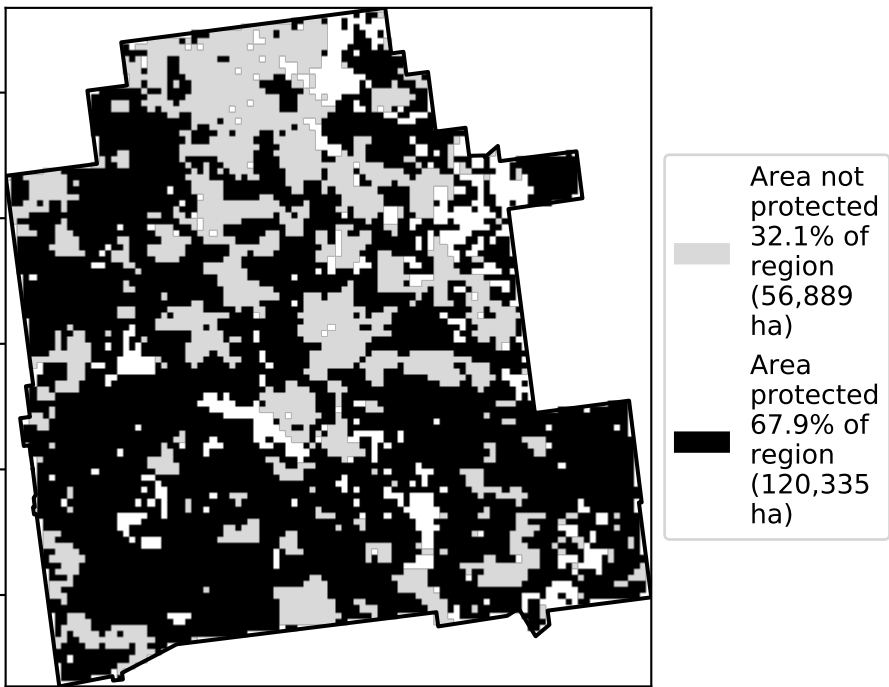 Area not
protected
32.1% of
region
(56,889
ha)
Area
protected
67.9% of
region
(120,335
ha)